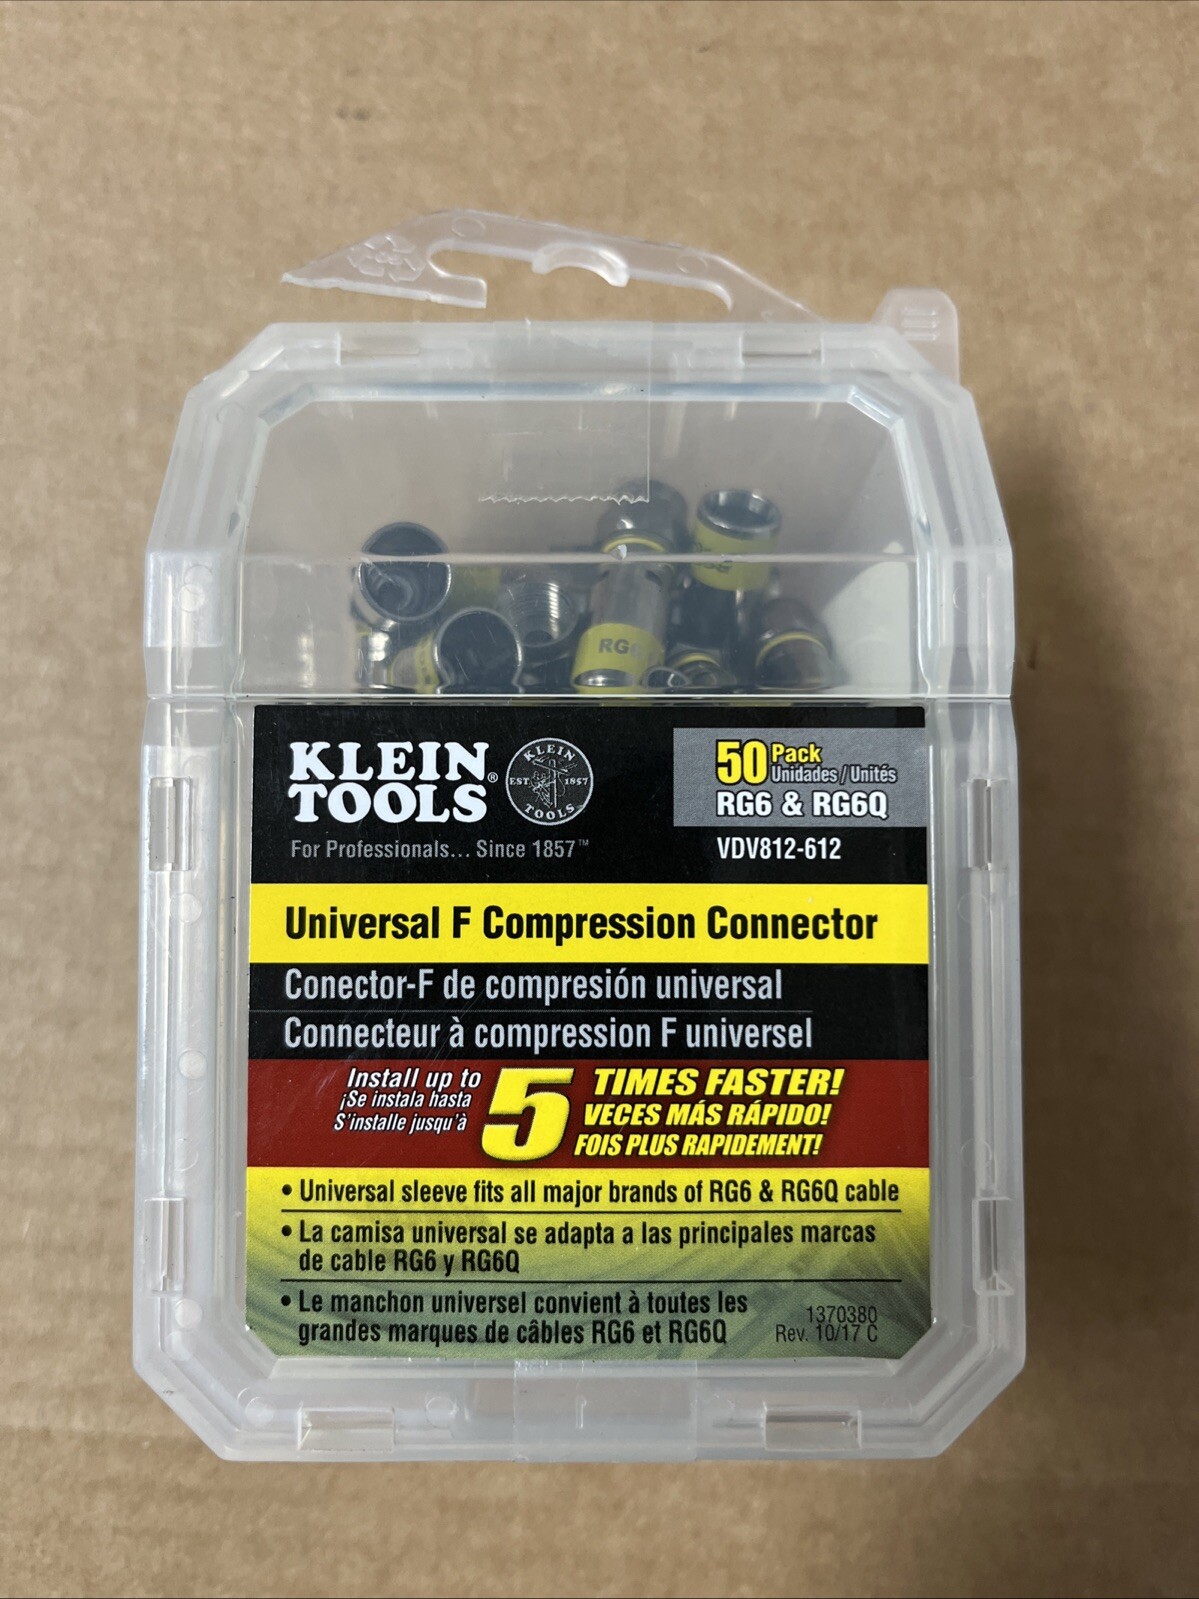 RG6
KLEIN
TOOLS®
KLEIN
EST. 1857
TOOLS
For Professionals... Since 1857™
50 Pack
Unidades / Unités
RG6 & RG6Q
VDV812-612
Universal F Compression Connector
Conector-F de compresión universal
Connecteur à compression F universel
Install up to
¡Se instala hasta
S'installe jusqu'à
5
TIMES FASTER!
VECES MÁS RÁPIDO!
FOIS PLUS RAPIDEMENT!
• Universal sleeve fits all major brands of RG6 & RG6Q cable
• La camisa universal se adapta a las principales marcas
de cable RG6 y RG6Q
• Le manchon universel convient à toutes les
grandes marques de câbles RG6 et RG6Q
1370380
Rev. 10/17 C